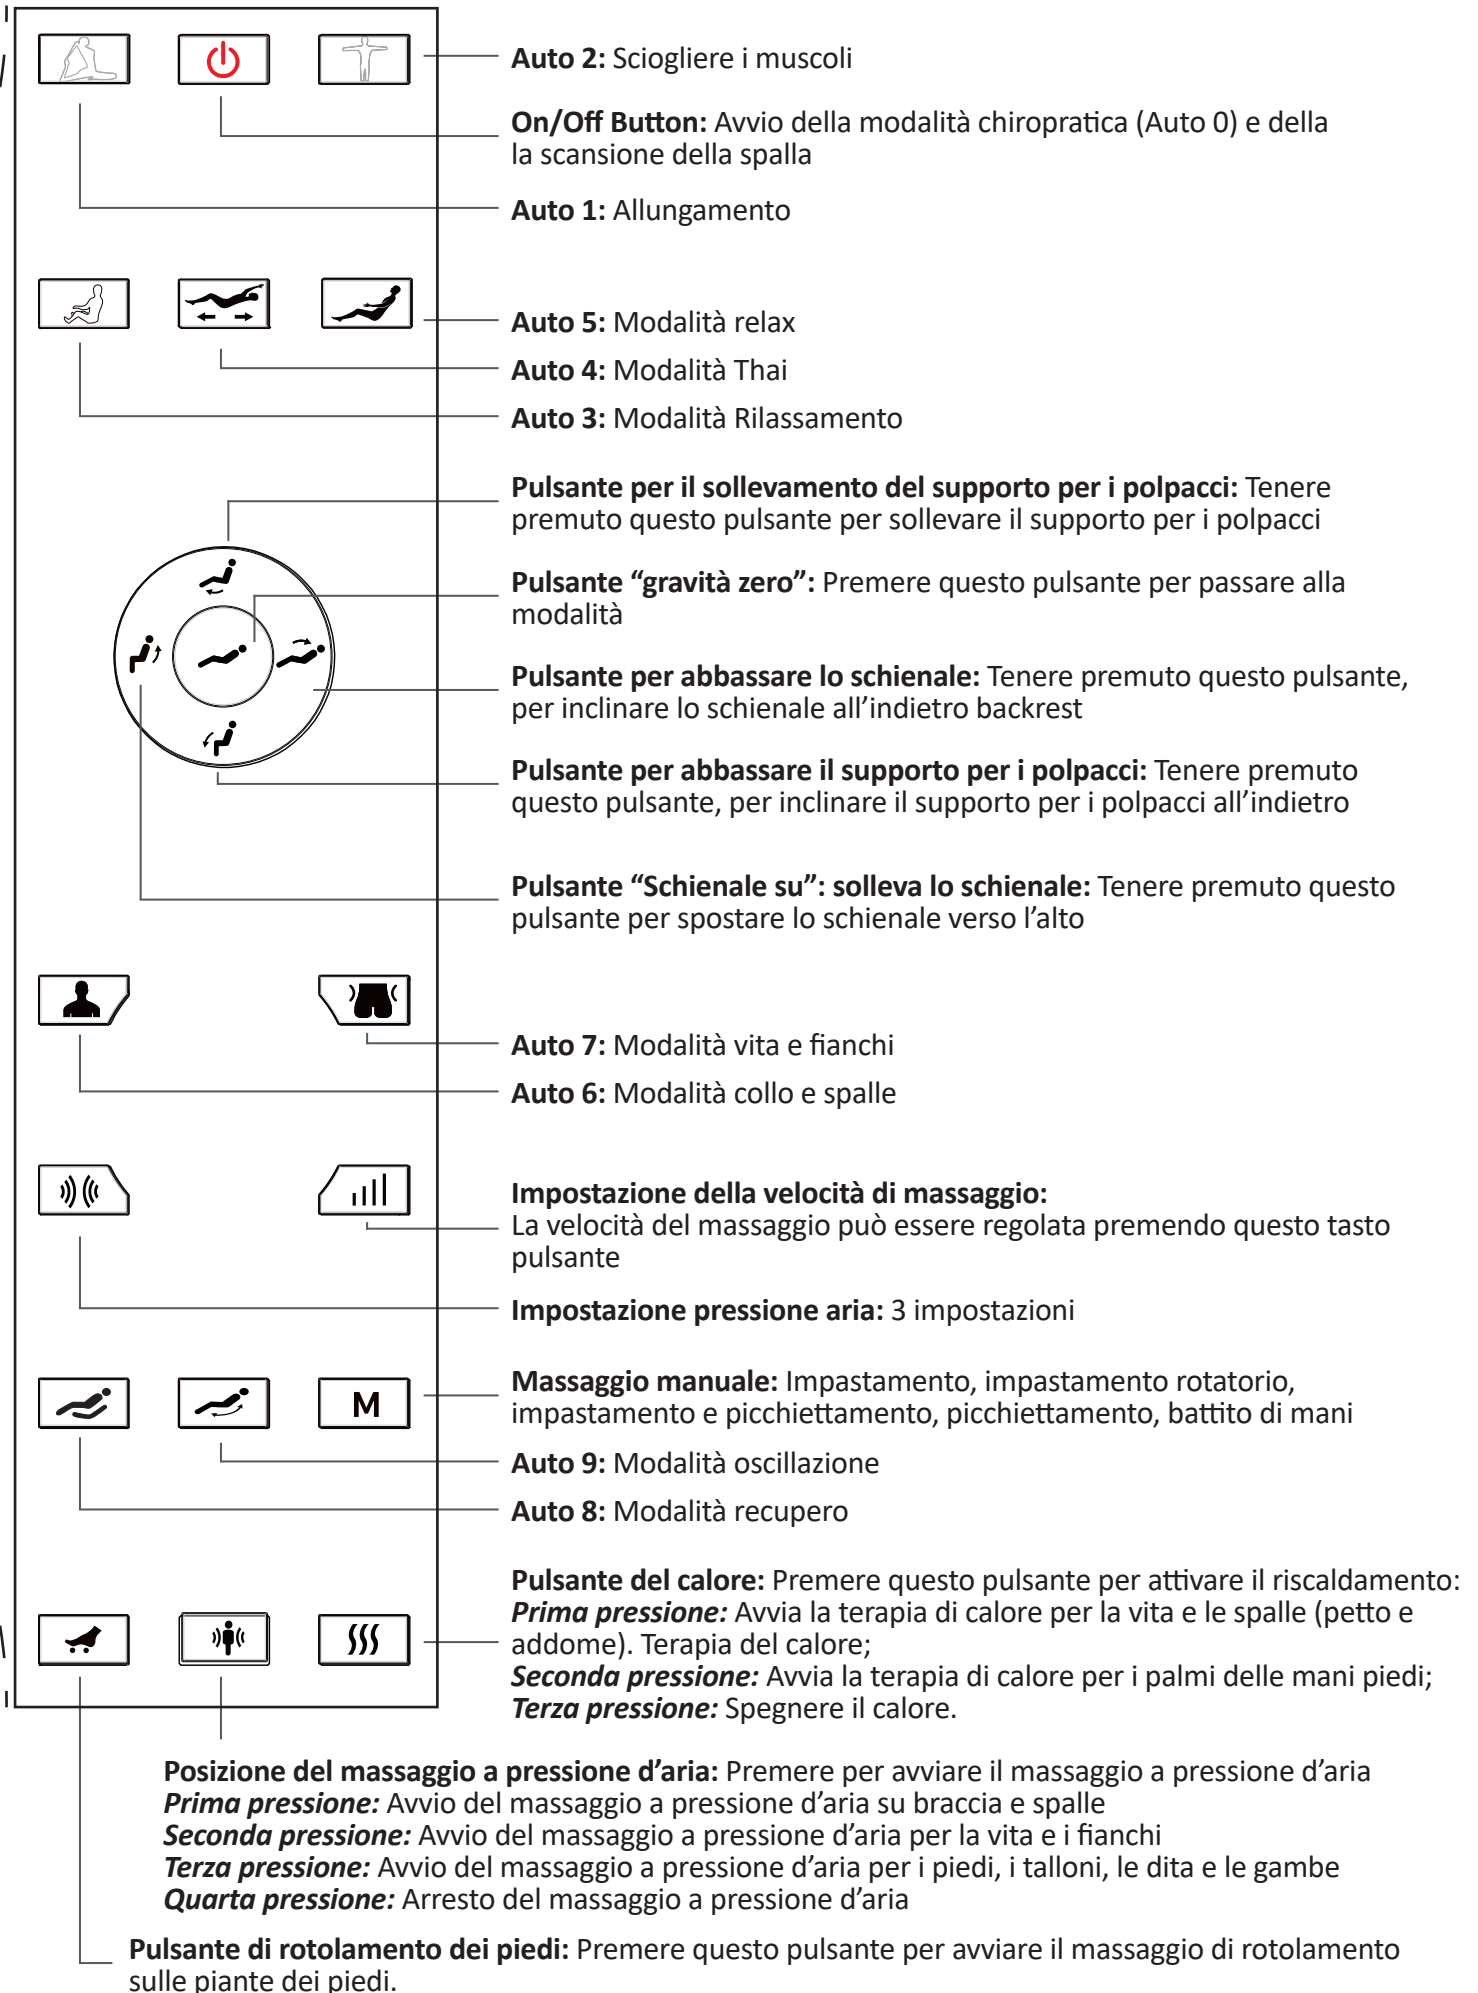 Auto 2: Sciogliere i muscoli
On/Off Button: Avvio della modalità chiropratica (Auto 0) e della
la scansione della spalla
Auto 1: Allungamento
Auto 5: Modalità relax
Auto 4: Modalità Thai
Auto 3: Modalità Rilassamento
Pulsante per il sollevamento del supporto per i polpacci: Tenere
premuto questo pulsante per sollevare il supporto per i polpacci
Pulsante “gravità zero”: Premere questo pulsante per passare alla
modalità
Pulsante per abbassare lo schienale: Tenere premuto questo pulsante,
per inclinare lo schienale all’indietro backrest
Pulsante per abbassare il supporto per i polpacci: Tenere premuto
questo pulsante, per inclinare il supporto per i polpacci all’indietro
Pulsante “Schienale su”: solleva lo schienale: Tenere premuto questo
pulsante per spostare lo schienale verso l’alto
Auto 7: Modalità vita e fianchi
Auto 6: Modalità collo e spalle
Impostazione della velocità di massaggio:
La velocità del massaggio può essere regolata premendo questo tasto
pulsante
Impostazione pressione aria: 3 impostazioni
M
Massaggio manuale: Impastamento, impastamento rotatorio,
impastamento e picchiettamento, picchiettamento, battito di mani
Auto 9: Modalità oscillazione
Auto 8: Modalità recupero
Pulsante del calore: Premere questo pulsante per attivare il riscaldamento:
Prima pressione: Avvia la terapia di calore per la vita e le spalle (petto e
addome). Terapia del calore;
Seconda pressione: Avvia la terapia di calore per i palmi delle mani piedi;
Terza pressione: Spegnere il calore.
Posizione del massaggio a pressione d’aria: Premere per avviare il massaggio a pressione d’aria
Prima pressione: Avvio del massaggio a pressione d’aria su braccia e spalle
Seconda pressione: Avvio del massaggio a pressione d’aria per la vita e i fianchi
Terza pressione: Avvio del massaggio a pressione d’aria per i piedi, i talloni, le dita e le gambe
Quarta pressione: Arresto del massaggio a pressione d’aria
Pulsante di rotolamento dei piedi: Premere questo pulsante per avviare il massaggio di rotolamento
sulle piante dei piedi.